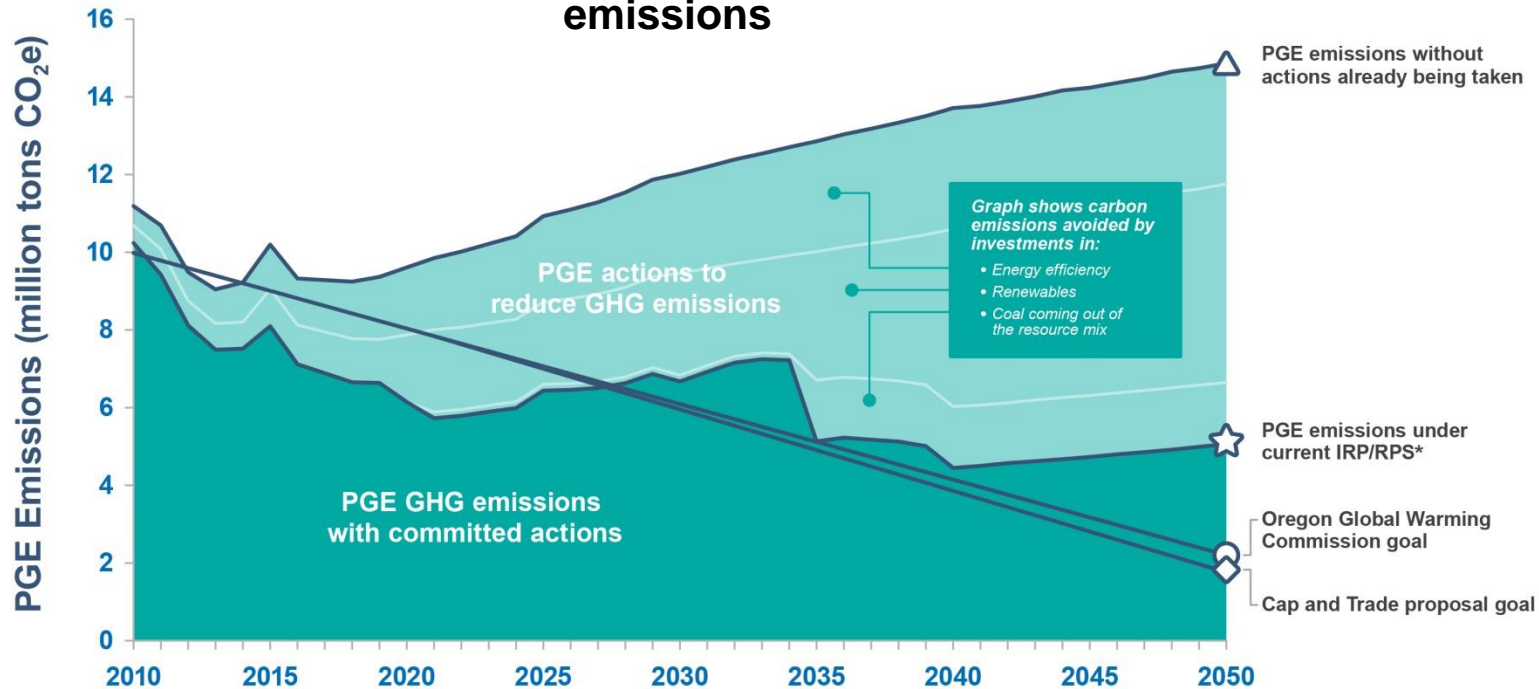 emissions
PGE Emissions (million tons CO₂e)
16
14
12
10
8
6
4
2
0
2010
2015
2020
2025
2030
2035
2040
2045
2050
PGE actions to
reduce GHG emissions
PGE GHG emissions
with committed actions
Graph shows carbon
emissions avoided by
investments in:
• Energy efficiency
• Renewables
• Coal coming out of
the resource mix
PGE emissions without
actions already being taken
PGE emissions under
current IRP/RPS*
Oregon Global Warming
Commission goal
Cap and Trade proposal goal